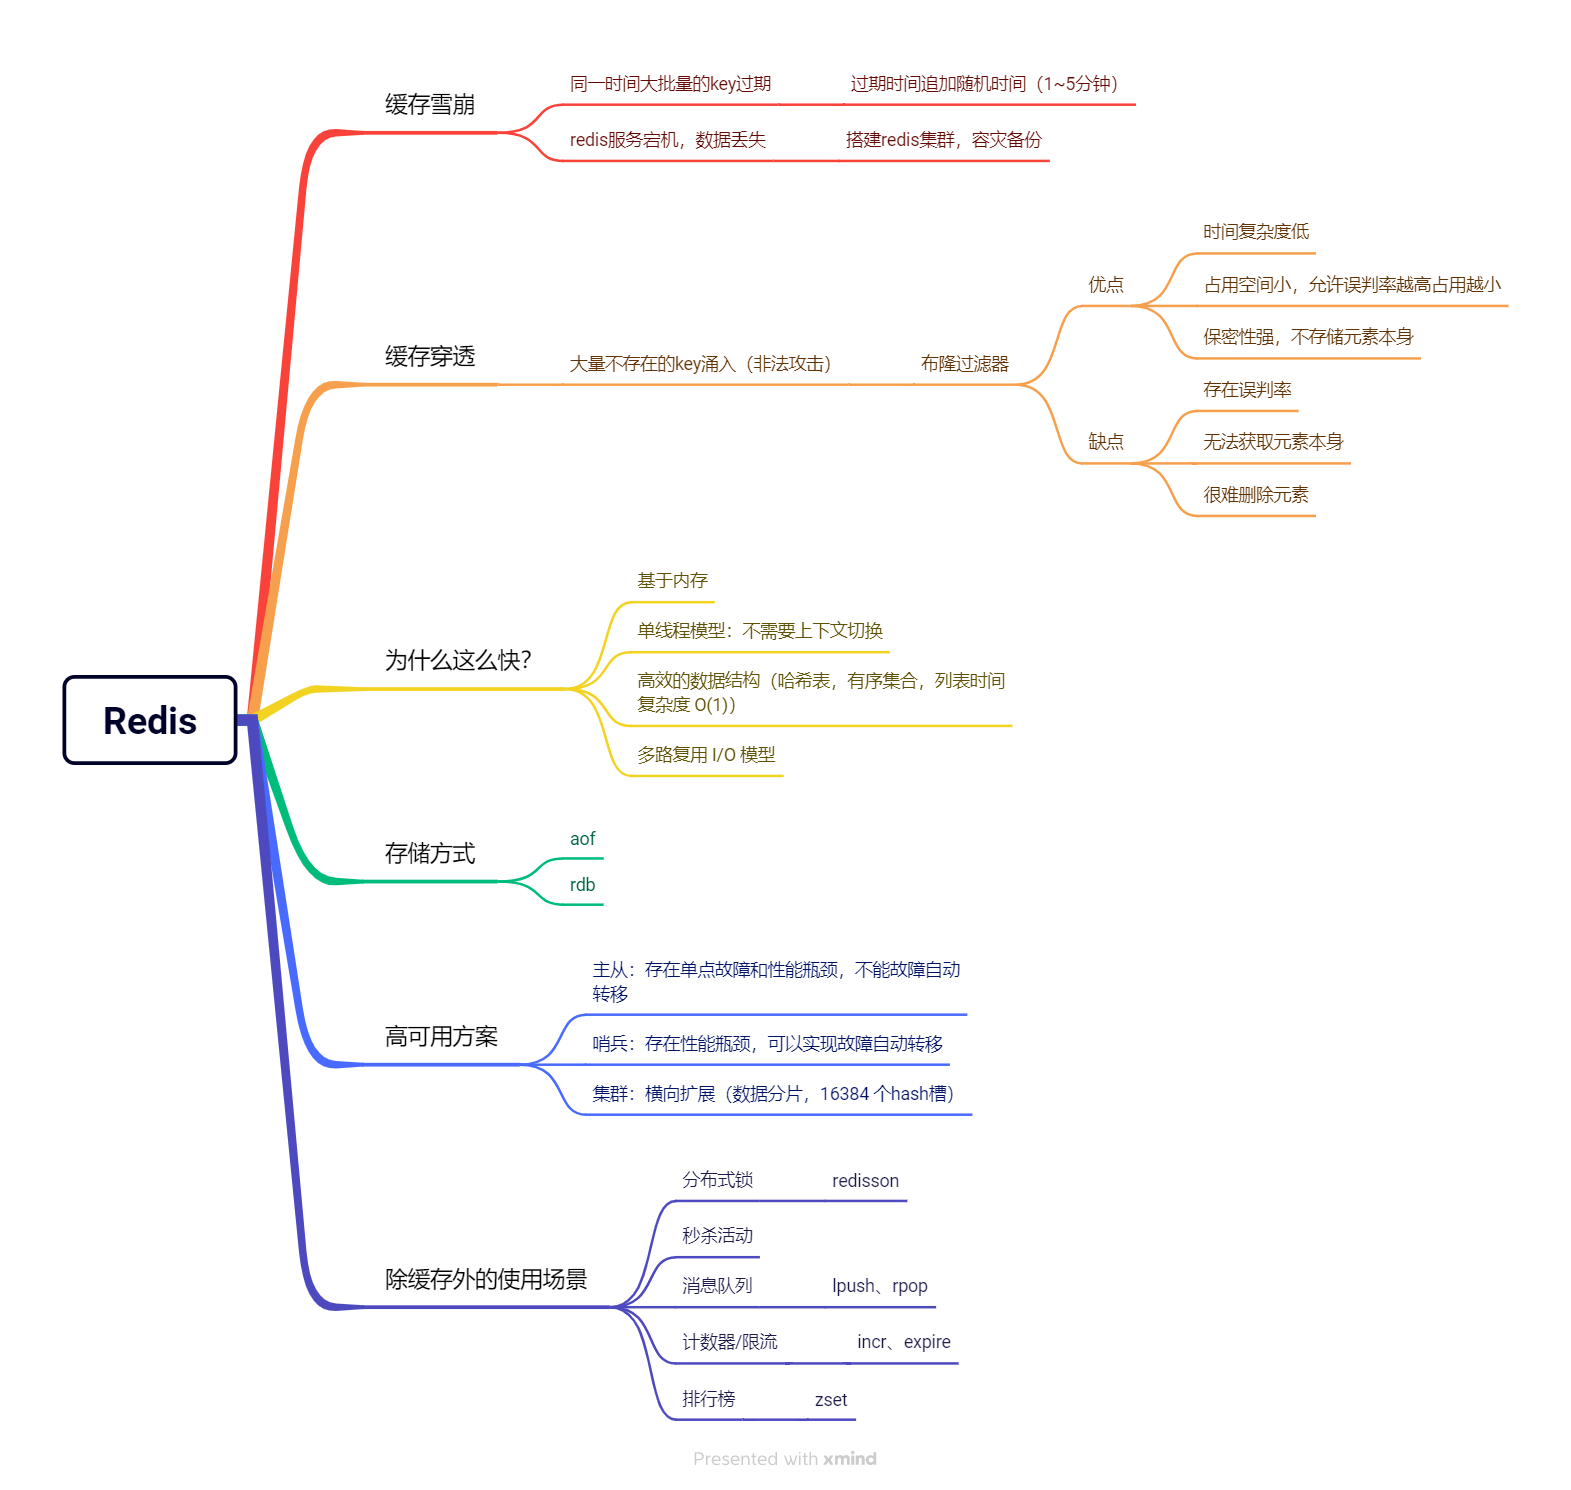 Redis
缓存雪崩
同一时间大批量的key过期
过期时间追加随机时间（1~5分钟）
redis服务宕机，数据丢失
搭建redis集群，容灾备份
缓存穿透
大量不存在的key涌入（非法攻击）
布隆过滤器
优点
时间复杂度低
占用空间小，允许误判率越高占用越小
保密性强，不存储元素本身
缺点
存在误判率
无法获取元素本身
很难删除元素
为什么这么快？
基于内存
单线程模型：不需要上下文切换
高效的数据结构（哈希表，有序集合，列表时间
复杂度 O(1)）
多路复用 I/O 模型
存储方式
aof
rdb
高可用方案
主从：存在单点故障和性能瓶颈，不能故障自动
转移
哨兵：存在性能瓶颈，可以实现故障自动转移
集群：横向扩展（数据分片，16384 个hash槽）
除缓存外的使用场景
分布式锁
redisson
秒杀活动
消息队列
lpush、rpop
计数器/限流
incr、expire
排行榜
zset
Presented with xmind